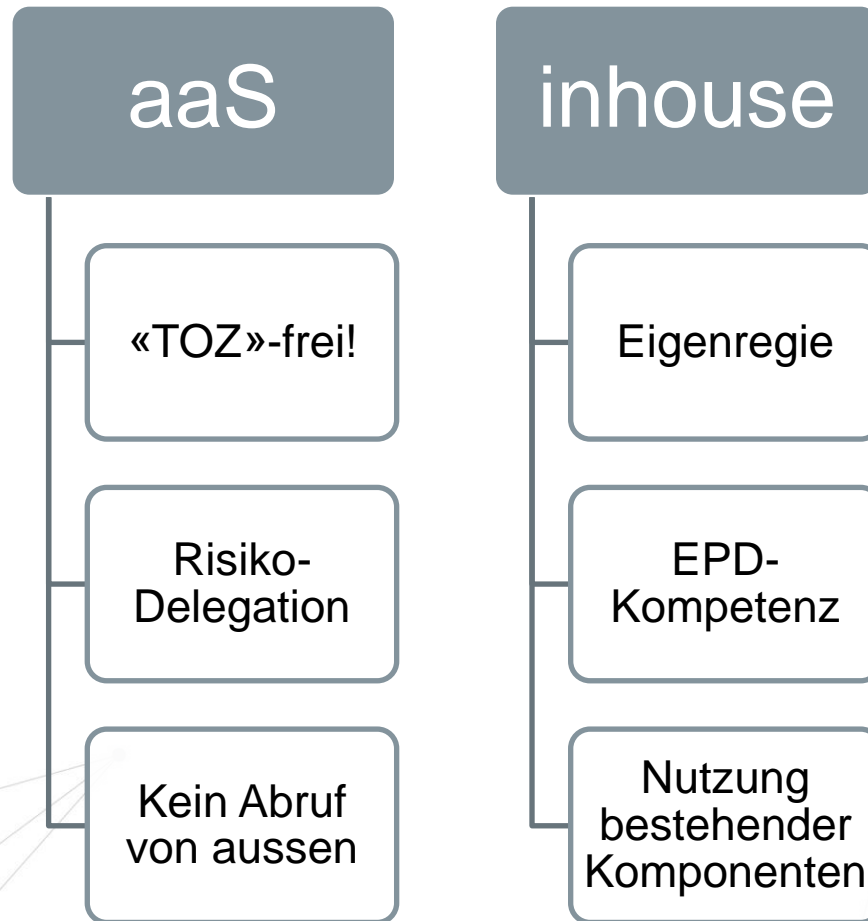 aaS
«TOZ»-frei!
Risiko-
Delegation
Kein Abruf
von aussen
inhouse
Eigenregie
EPD-
Kompetenz
Nutzung
bestehender
Komponenten